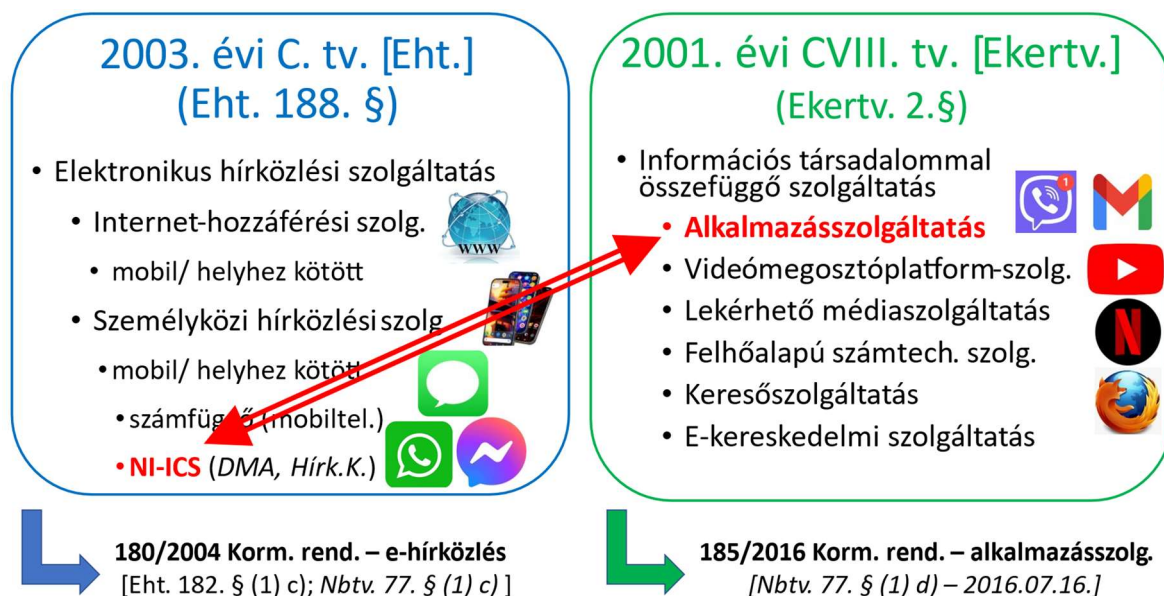 2003. évi C. tv. [Eht.]
(Eht. 188. §)
• Elektronikus hírközlési szolgáltatás
• Internet-hozzáférési szolg.
WWW
• mobil/ helyhez kötött
• Személyközi hírközlési szolg
• mobil/ helyhez kötött
• számfüggő (mobiltel.)
• NI-ICS (DMA, Hírk.K.)
180/2004 Korm. rend. – e-hírközlés
[Eht. 182. § (1) c); Nbtv. 77. § (1) c) ]
2001. évi CVIII. tv. [Ekertv.]
(Ekertv. 2.§)
• Információs társadalommal
összefüggő szolgáltatás
1
• Alkalmazásszolgáltatás
• Videómegosztóplatform-szolg.
• Lekérhető médiaszolgáltatás
• Felhőalapú számtech. szolg.
• Keresőszolgáltatás
• E-kereskedelmi szolgáltatás
185/2016 Korm. rend. – alkalmazásszolg.
[Nbtv. 77. § (1) d) – 2016.07.16.]